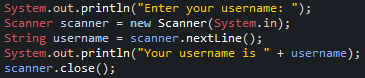 System.out.println("Enter your username: ");
Scanner scanner = new Scanner(System.in);
String username = scanner.nextLine();
System.out.println("Your username is " + username);
scanner.close();